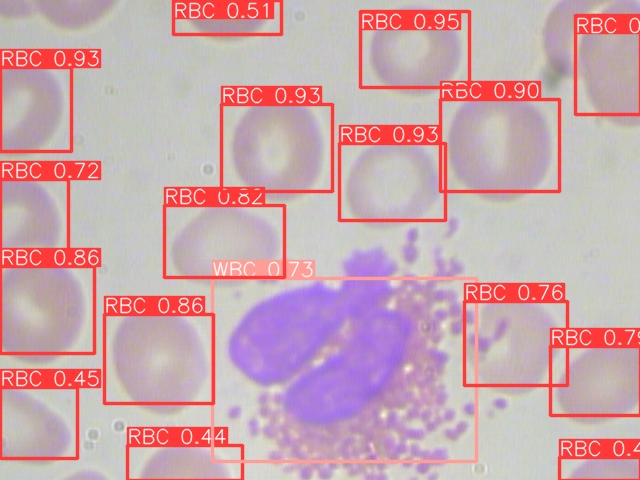 RBC 0.51
RBC 0.95
RBC 0
RBC 0.93
RBC 0.93
RBC 0.90
RBC 0.93
RBC 0.72
RBC 0.82
RBC 0.86
WBC 0.73
RBC 0.86
RBC 0.76
RBC 0.79
RBC 0.45
RBC 0.44
RBC 0.4